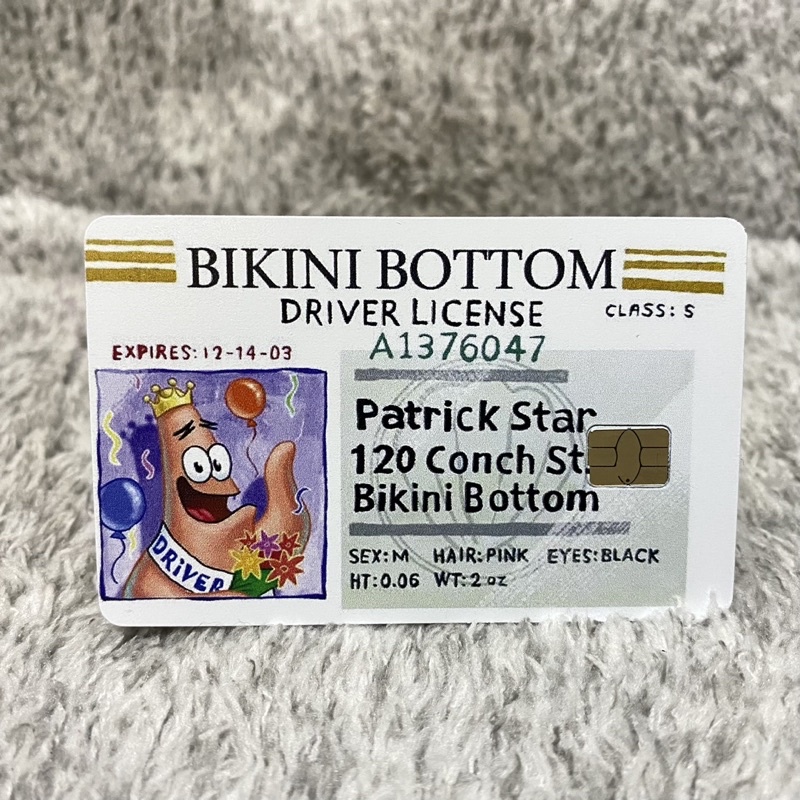 BIKINI BOTTOM
DRIVER LICENSE
CLASS: S
EXPIRES: 12-14-03
A1376047
Patrick Star
120 Conch St.
Bikini Bottom
SEX:M HAIR:PINK EYES:BLACK
HT:0.06 WT:2 oz
DRIVER